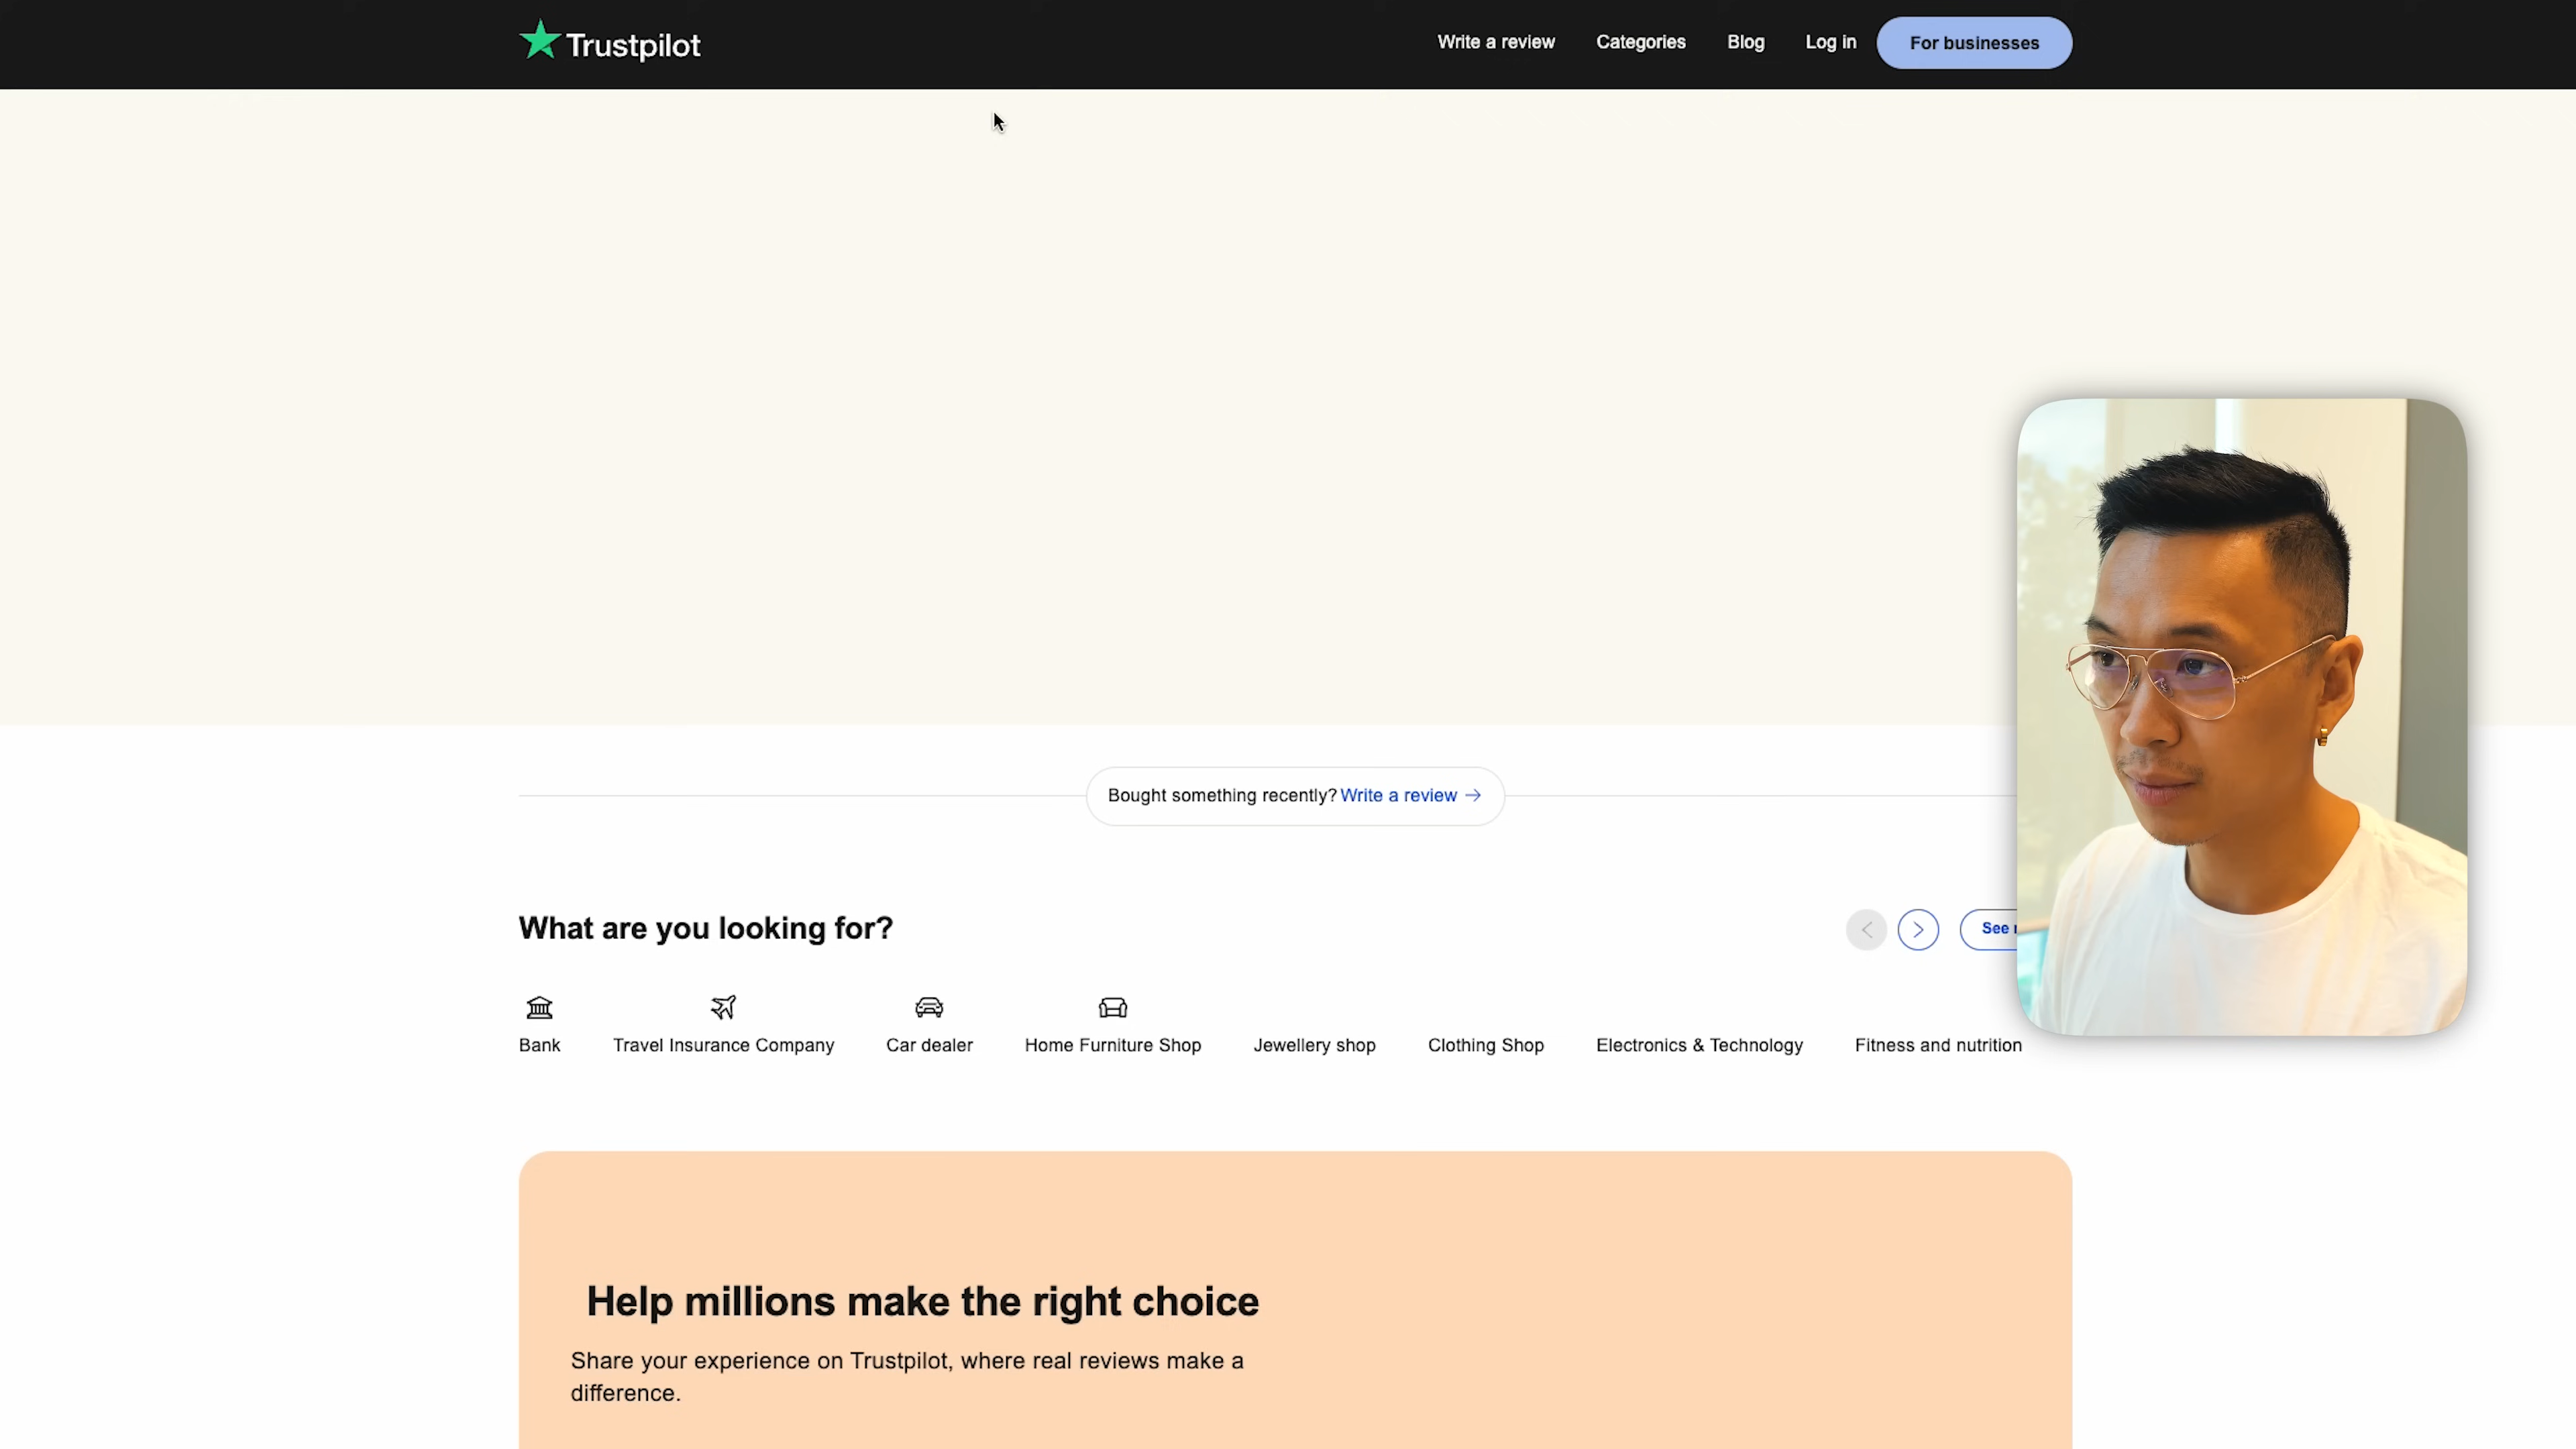 Trustpilot
Write a review
Categories
Blog
Log in
For businesses
Bought something recently? Write a review
What are you looking for?
See
Bank
Travel Insurance Company
Car dealer
Home Furniture Shop
Jewellery shop
Clothing Shop
Electronics & Technology
Fitness and nutrition
Help millions make the right choice
Share your experience on Trustpilot, where real reviews make a
difference.